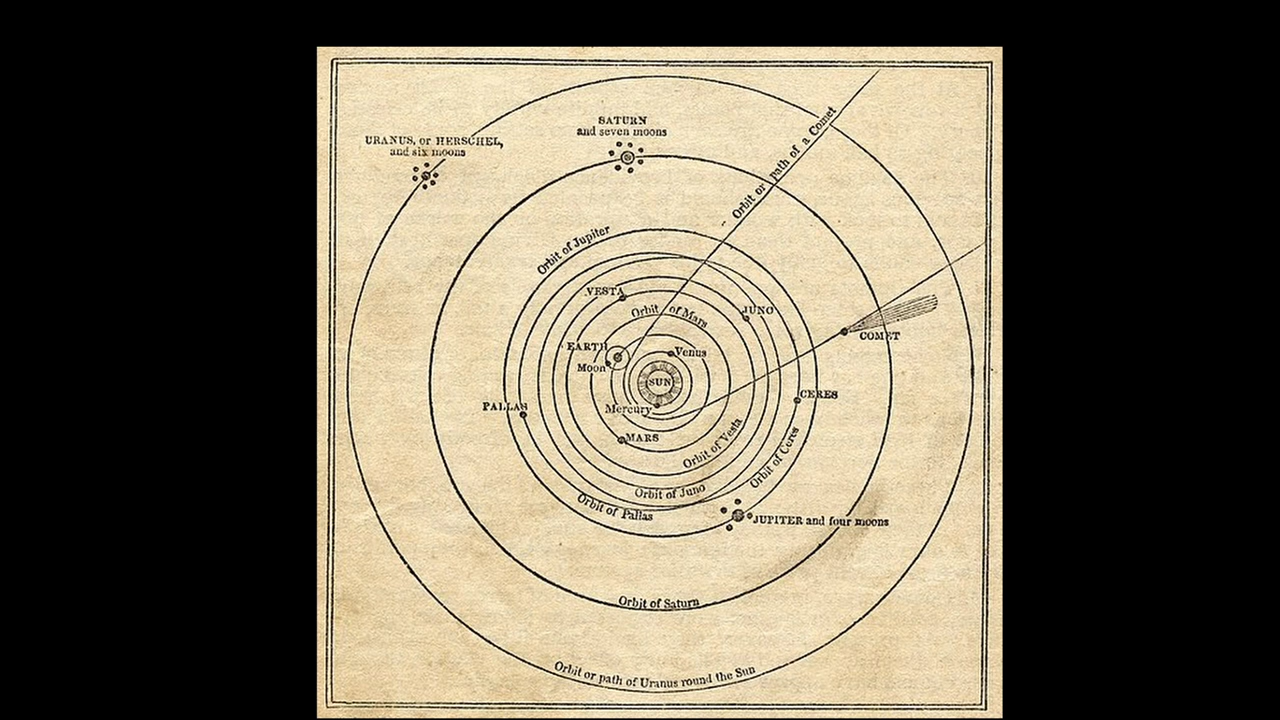 SATURN
and seven moons
URANUS, or HERSCHEL,
and six moons
Orbit or path of a Comet
Orbit of Jupiter
VESTA
Orbit of Mars
JUNO
COMET
EARTH
Venus
Moon
SUN
CERES
Mercury
PALLAS
MARS
Orbit of Vesta
Orbit of Ceres
Orbit of Juno
Orbit of Pallas
JUPITER and four moons
Orbit of Saturn
Orbit or path of Uranus round the Sun